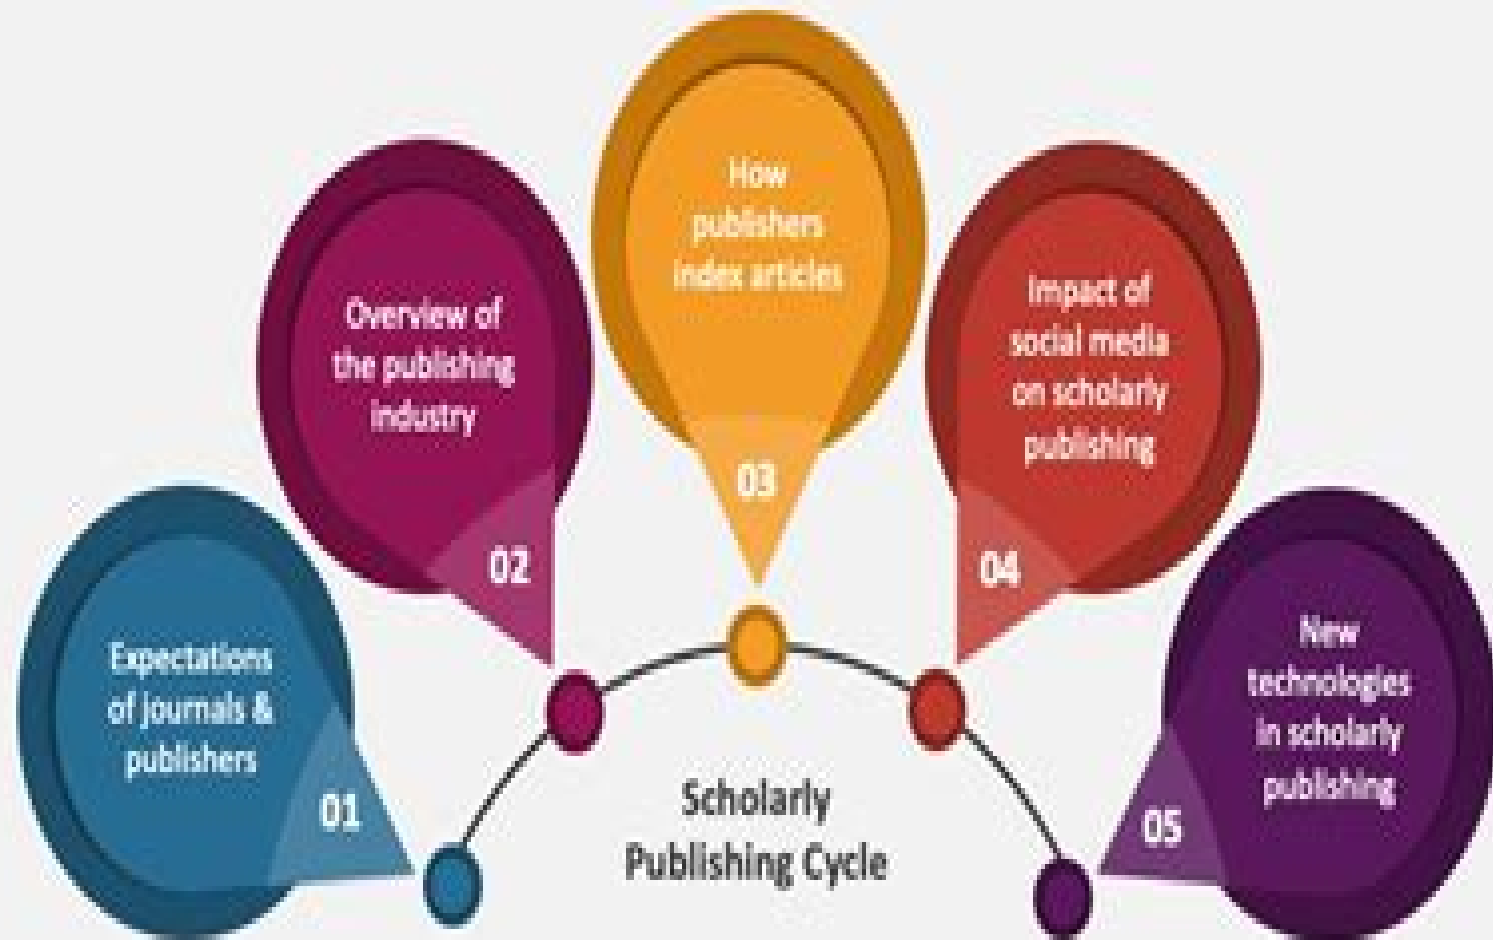 Expectations
of journals &
publishers
01
Overview of
the publishing
industry
02
How
publishers
index articles
03
Impact of
social media
on scholarly
publishing
04
New
technologies
in scholarly
publishing
05
Scholarly
Publishing Cycle